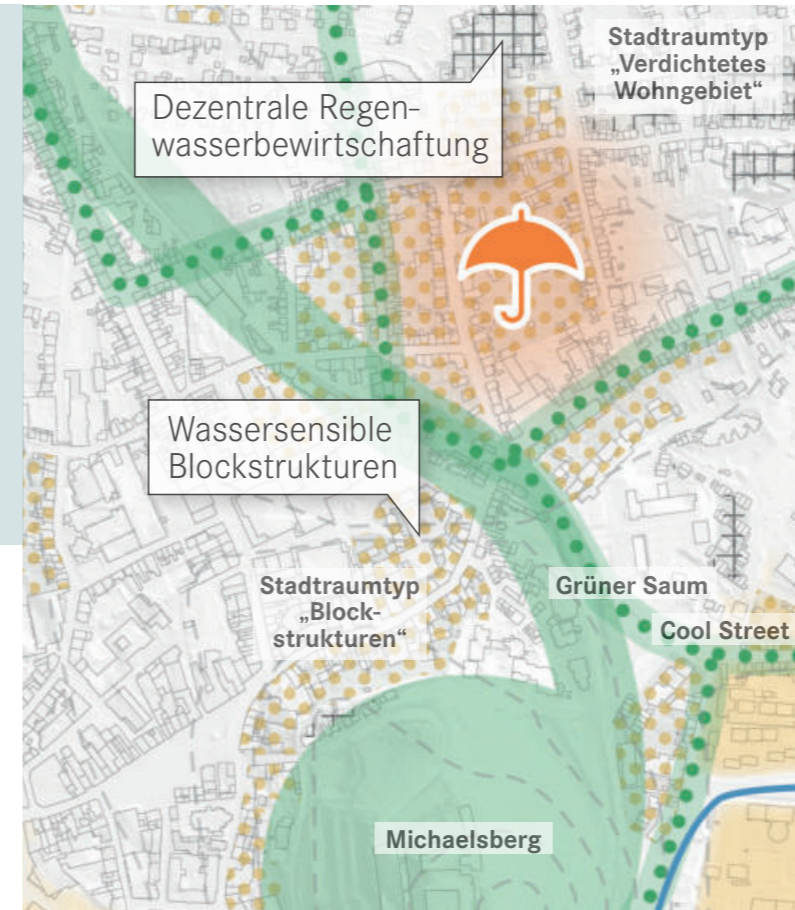 Stadtraumtyp
„Verdichtetes
Wohngebiet“
Dezentrale Regen-
wasserbewirtschaftung
Wassersensible
Blockstrukturen
Stadtraumtyp
„Block-
strukturen“
Grüner Saum
Cool Street
Michaelsberg